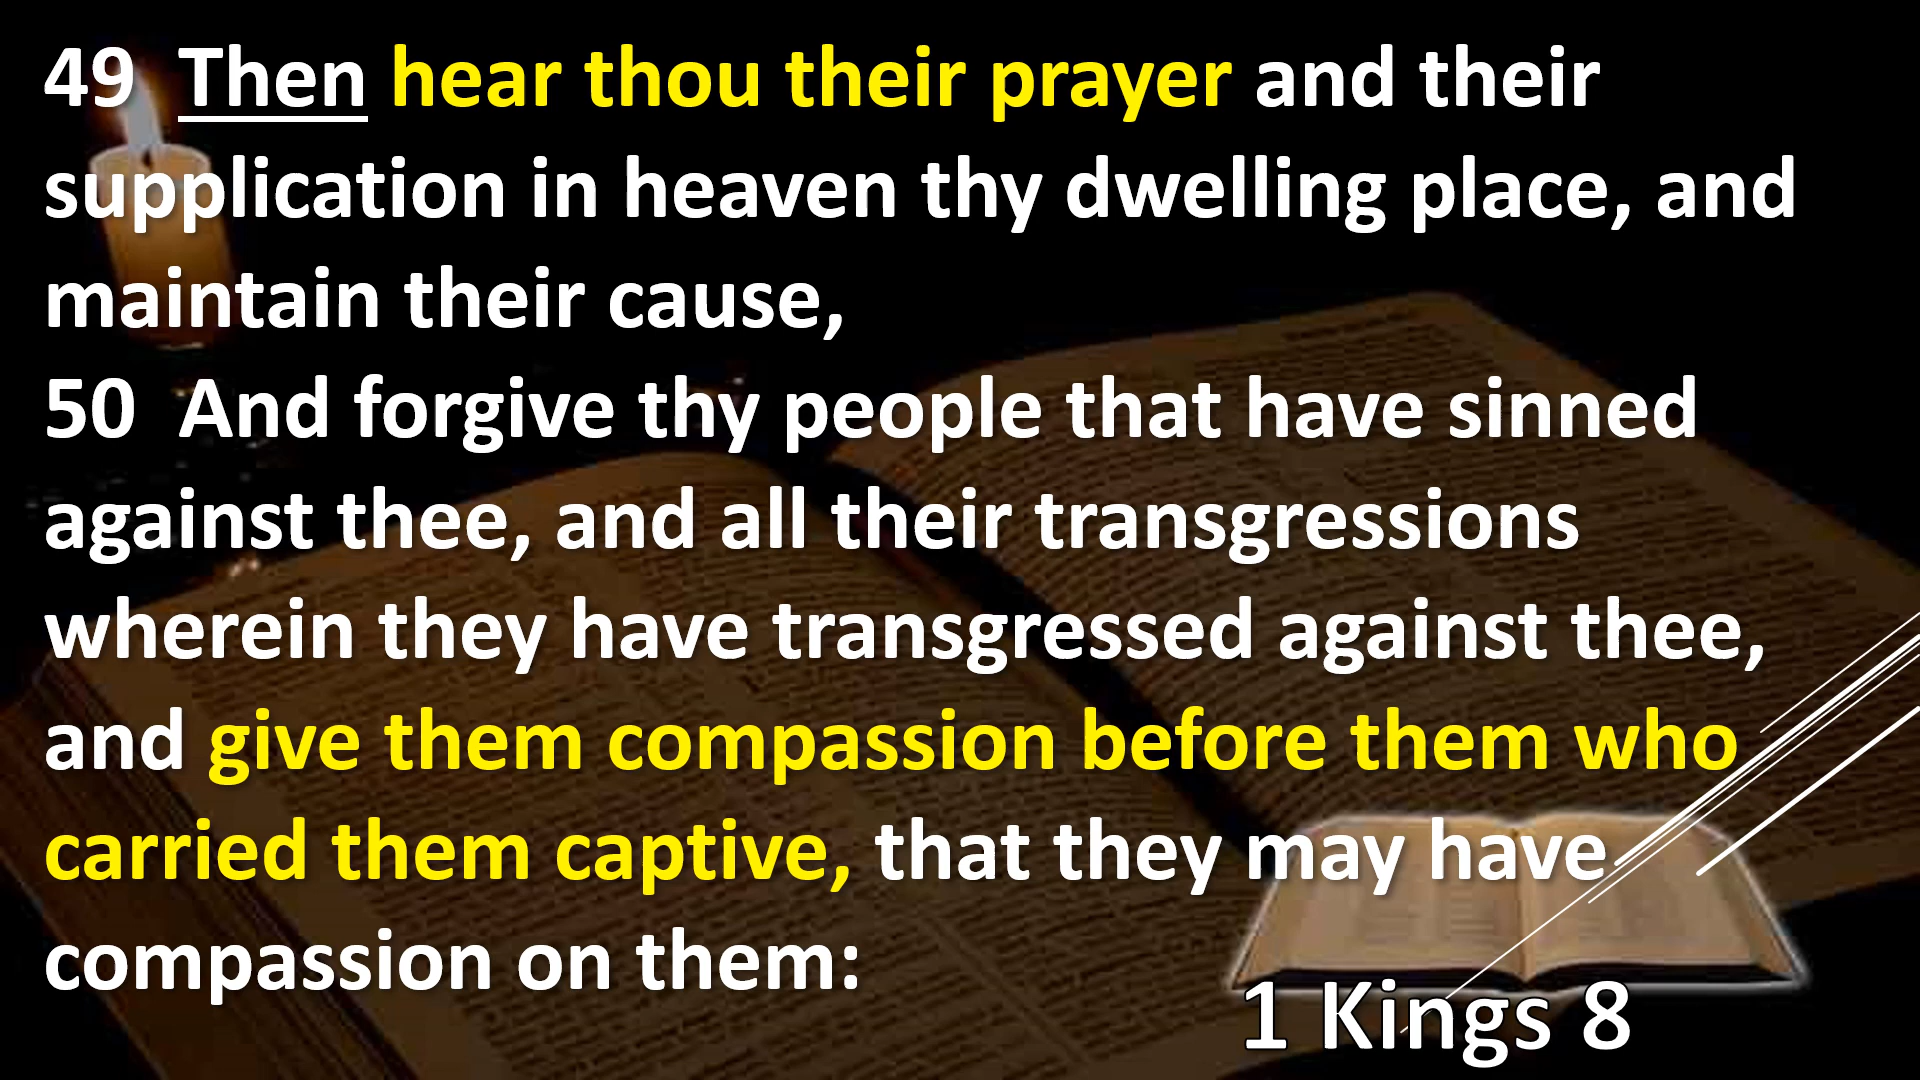 49 Then hear thou their prayer and their
supplication in heaven thy dwelling place, and
maintain their cause,
50 And forgive thy people that have sinned
against thee, and all their transgressions
wherein they have transgressed against thee,
and give them compassion before them who
carried them captive, that they may have
compassion on them:
1 Kings 8